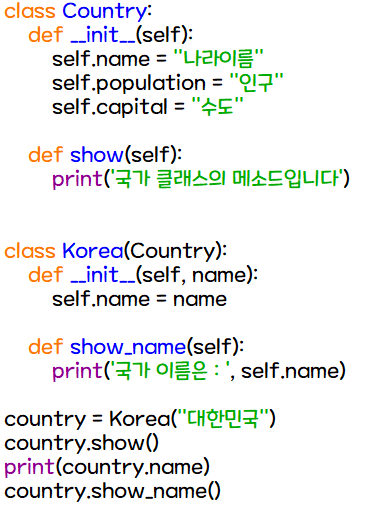 class Country:
    def __init__(self):
        self.name = "나라이름"
        self.population = "인구"
        self.capital = "수도"

    def show(self):
        print('국가 클래스의 메소드입니다')


class Korea(Country):
    def __init__(self, name):
        self.name = name

    def show_name(self):
        print('국가 이름은 : ', self.name)

country = Korea("대한민국")
country.show()
print(country.name)
country.show_name()